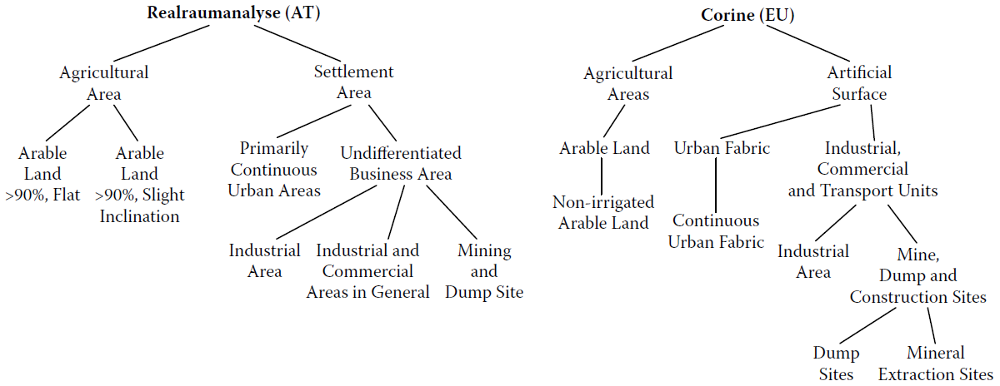 Realraumanalyse (AT)
Agricultural
Area
Settlement
Area
Arable
Land
>90%, Flat
Arable
Land
>90%, Slight
Inclination
Primarily
Continuous
Urban Areas
Undifferentiated
Business Area
Industrial
Area
Industrial and
Commercial
Areas in General
Mining
and
Dump Site
Corine (EU)
Agricultural
Areas
Artificial
Surface
Arable Land
Urban Fabric
Industrial,
Commercial
and Transport Units
Non-irrigated
Arable Land
Continuous
Urban Fabric
Industrial
Area
Mine,
Dump and
Construction Sites
Dump
Sites
Mineral
Extraction Sites